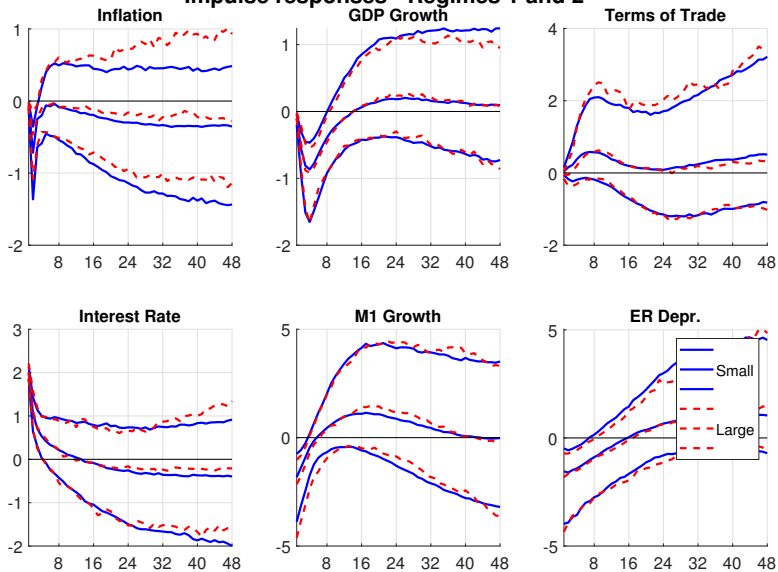 Impulse responses - Regimes 1 and 2
Inflation
GDP Growth
Terms of Trade
1
0
-1
-2
8 16 24 32 40 48
1
0
-1
-2
8 16 24 32 40 48
4
2
0
-2
8 16 24 32 40 48
Interest Rate
M1 Growth
ER Depr.
3
2
1
0
-1
-2
8 16 24 32 40 48
5
0
-5
8 16 24 32 40 48
5
0
-5
8 16 24 32 40 48
Small
Large